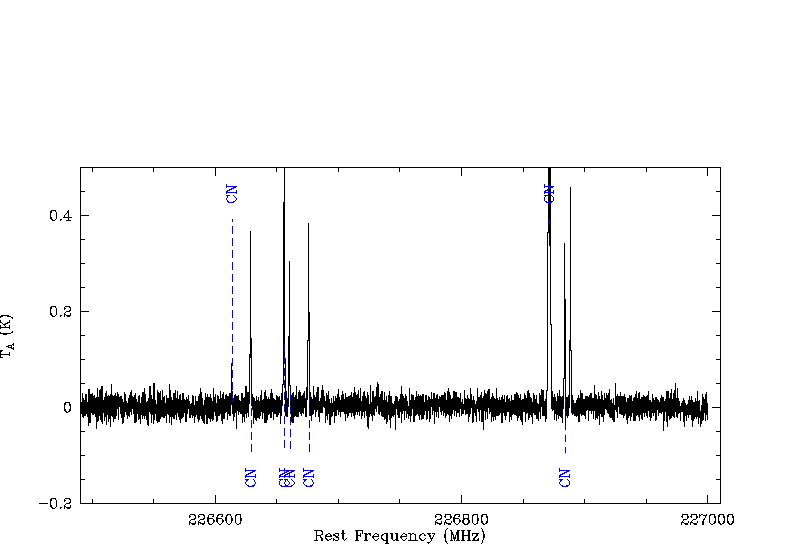 CN
CN
0.4
0.2
T_A (K)
0
CN
CN
CN
CN
CN
-0.2
226600
226800
227000
Rest Frequency (MHz)